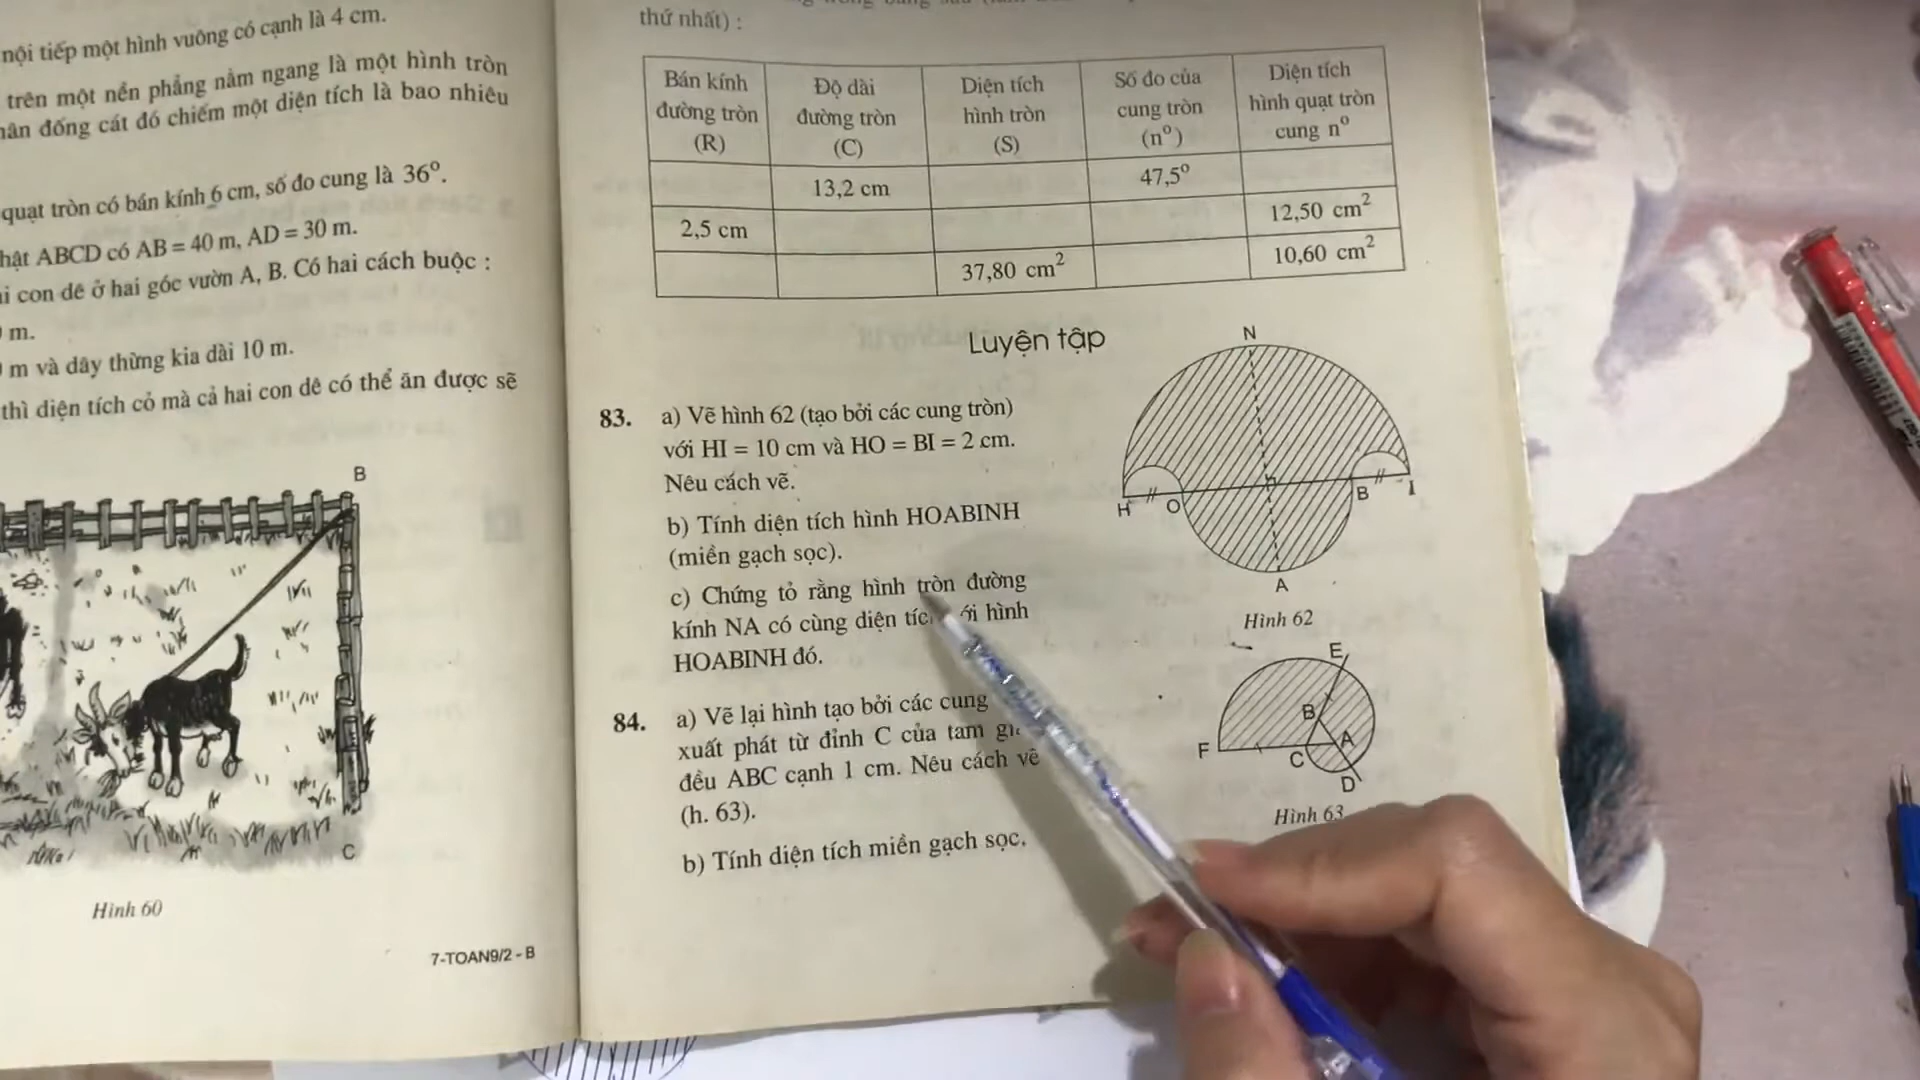 nội tiếp một hình vuông có cạnh là 4 cm.
trên một nền phẳng nằm ngang là một hình tròn
đống cát đó chiếm một diện tích là bao nhiêu
quạt tròn có bán kính 6 cm, số đo cung là 36°.
ABCD có AB = 40 m, AD = 30 m.
con dê ở hai góc vườn A, B. Có hai cách buộc :
m.
m và dây thừng kia dài 10 m.
thì diện tích cỏ mà cả hai con dê có thể ăn được sẽ
B
C
Hình 60
7-TOAN9/2 - B
thứ nhất) :
Bán kính đường tròn (R)
Độ dài đường tròn (C)
Diện tích hình tròn (S)
Số đo của cung tròn (n°)
Diện tích hình quạt tròn cung n°
13,2 cm
47,5°
2,5 cm
12,50 cm²
37,80 cm²
10,60 cm²
Luyện tập
83. a) Vẽ hình 62 (tạo bởi các cung tròn)
với HI = 10 cm và HO = BI = 2 cm.
Nêu cách vẽ.
b) Tính diện tích hình HOABINH
(miền gạch sọc).
c) Chứng tỏ rằng hình tròn đường
kính NA có cùng diện hình
HOABINH đó.
N
H
O
B
I
A
Hình 62
84. a) Vẽ lại hình tạo bởi các cung
xuất phát từ đỉnh C của tam
đều ABC cạnh 1 cm. Nêu cách vẽ
(h. 63).
b) Tính diện tích miền gạch sọc.
E
B
F
C
A
D
Hình 63